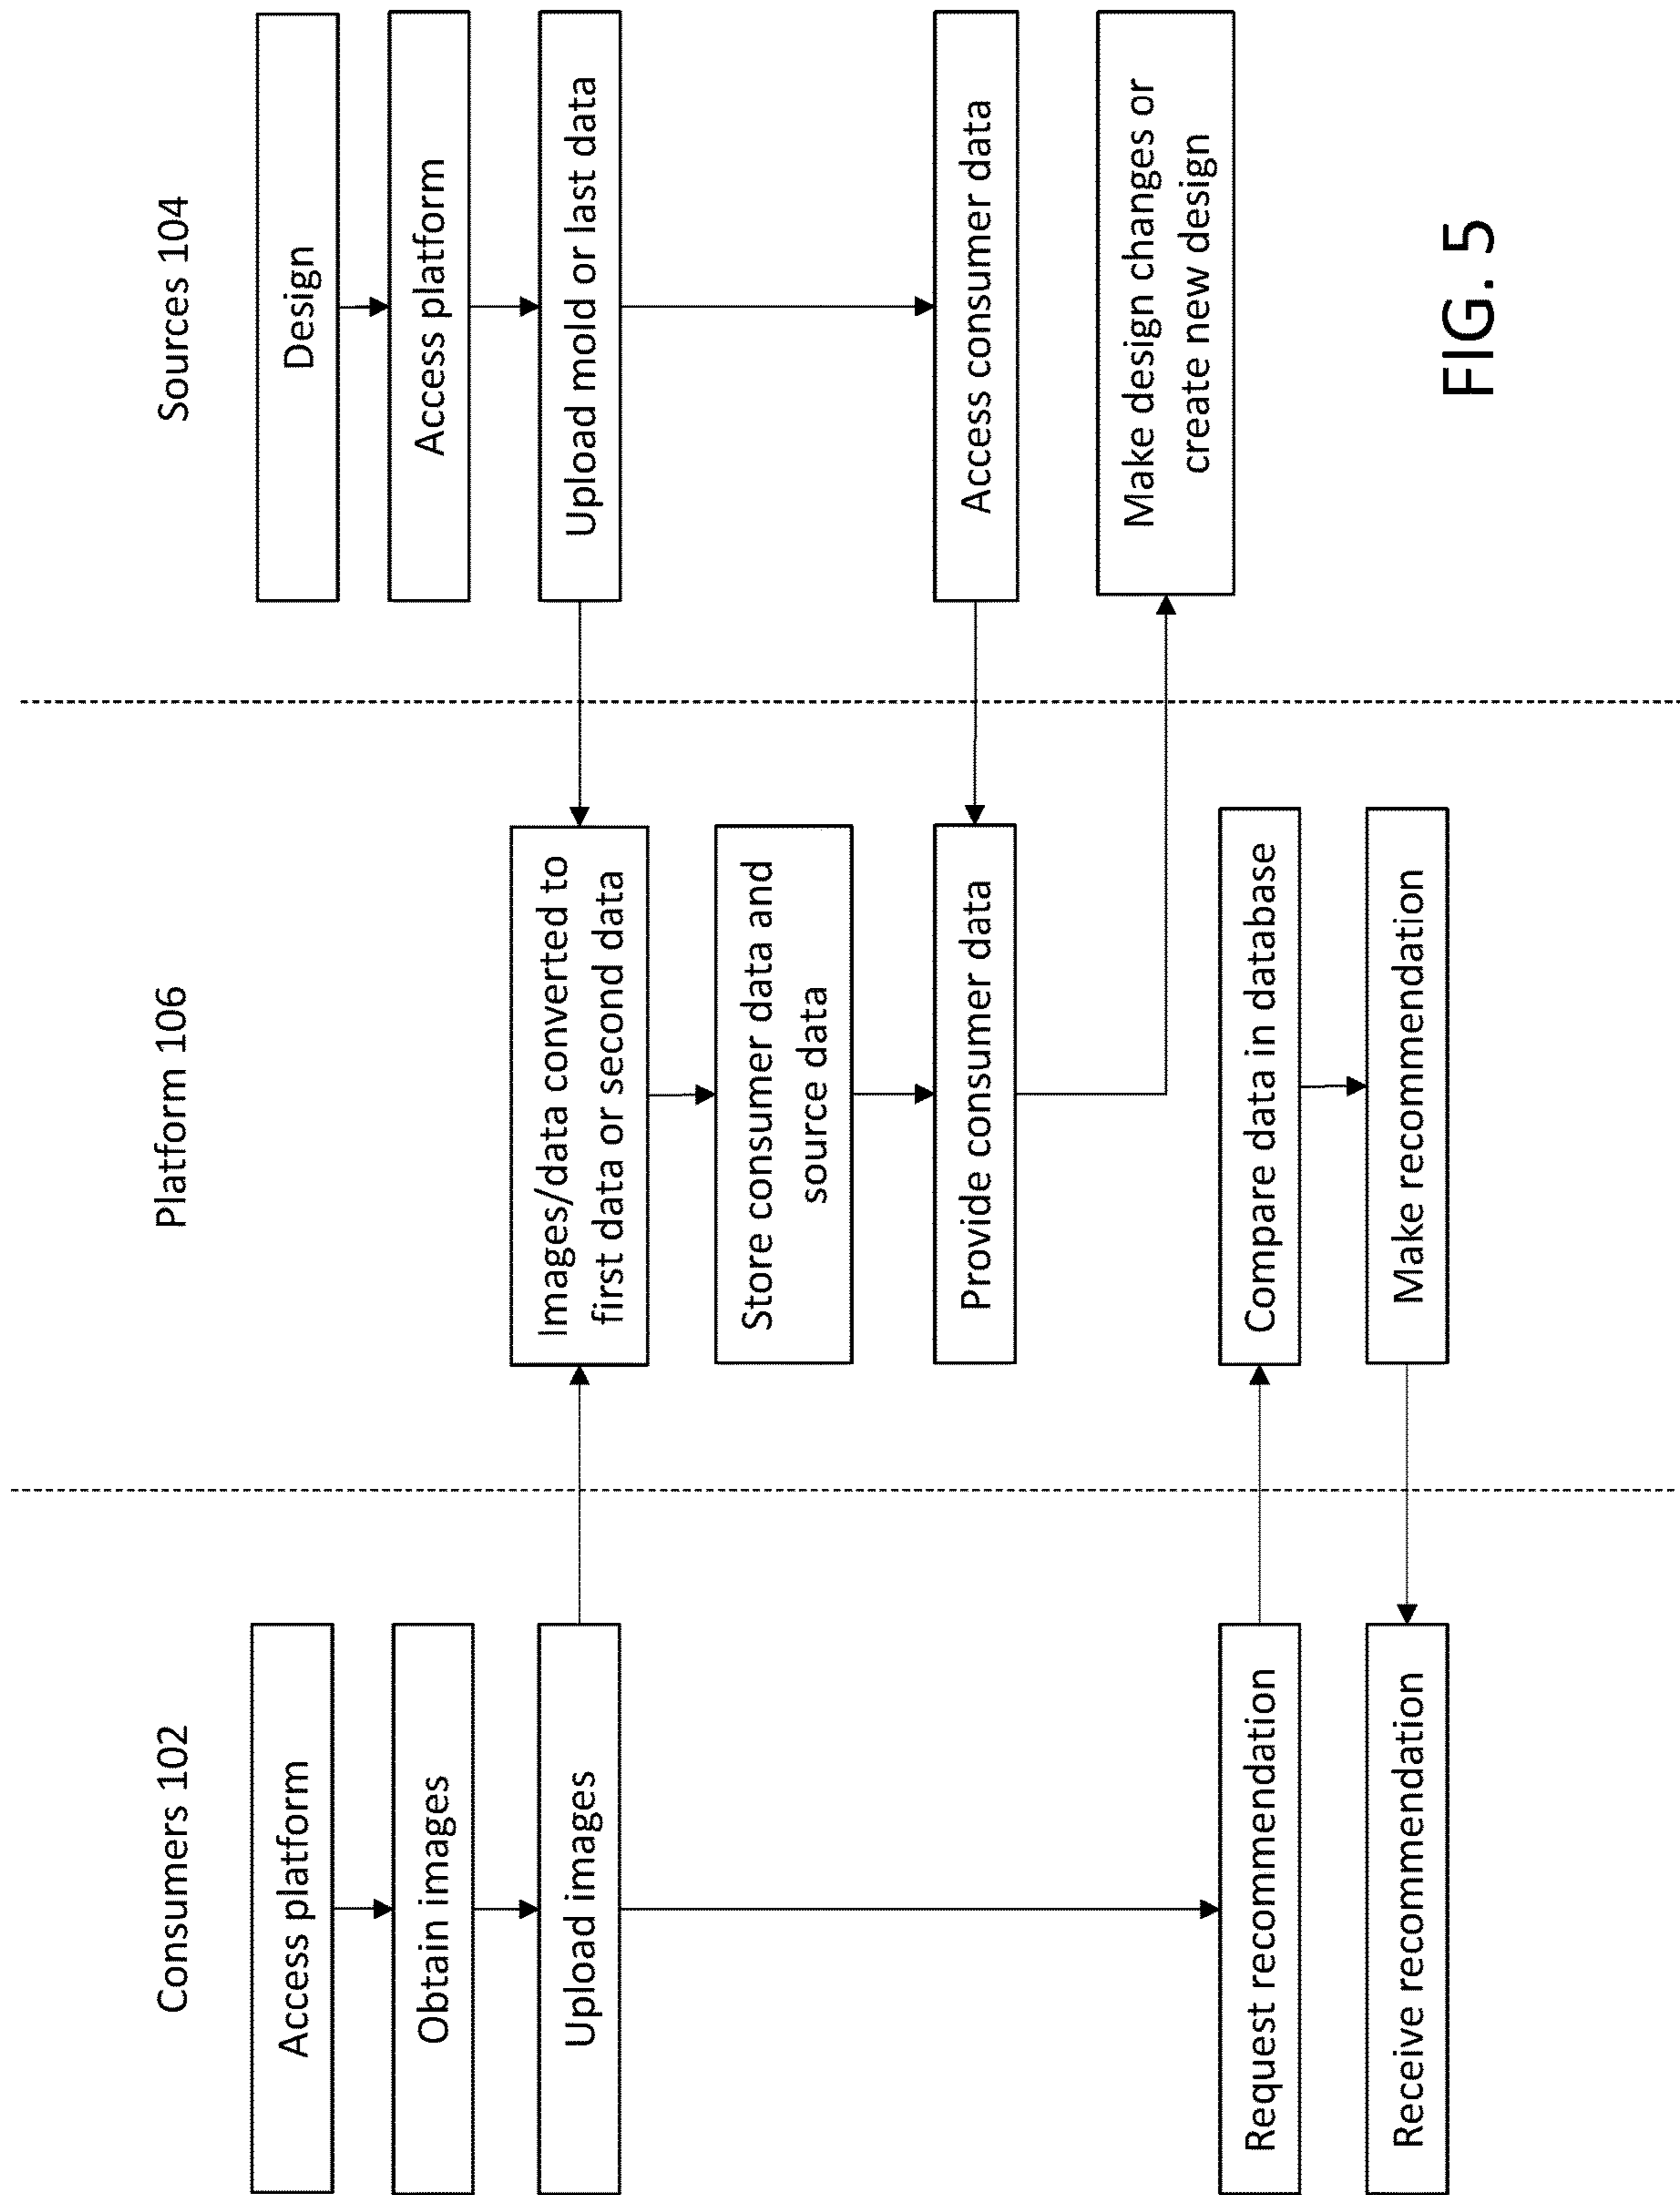 Consumers 102
Access platform
Obtain images
Upload images
Request recommendation
Receive recommendation
Platform 106
Images/data converted to
first data or second data
Store consumer data and
source data
Provide consumer data
Compare data in database
Make recommendation
Sources 104
Design
Access platform
Upload mold or last data
Access consumer data
Make design changes or
create new design
FIG. 5